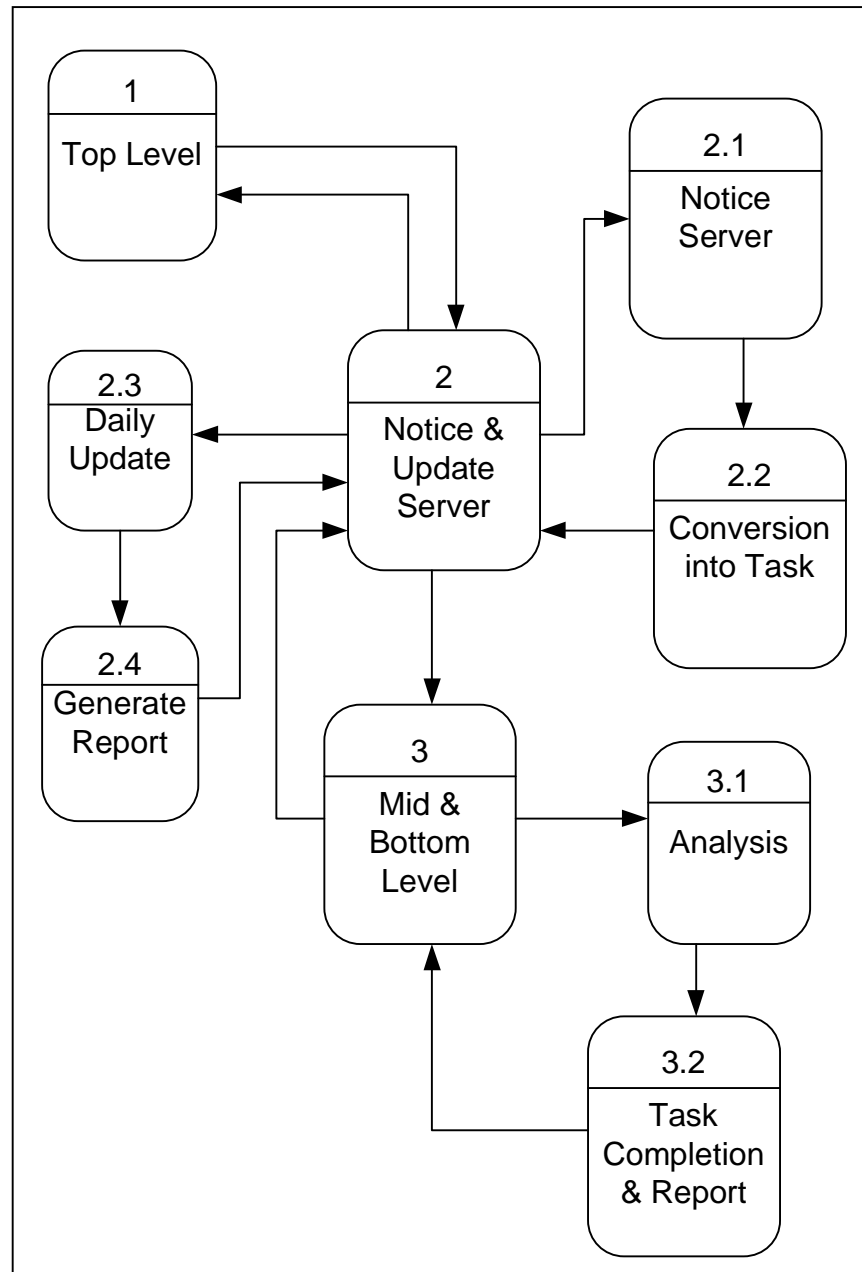 1
Top Level
2.1
Notice
Server
2
Notice &
Update
Server
2.3
Daily
Update
2.2
Conversion
into Task
2.4
Generate
Report
3
Mid &
Bottom
Level
3.1
Analysis
3.2
Task
Completion
& Report